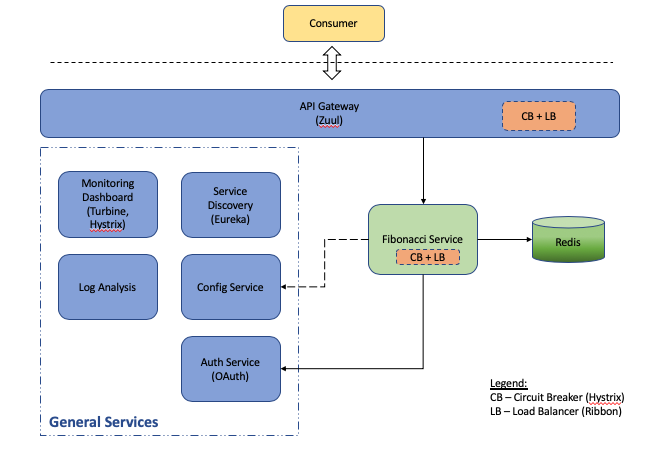 Consumer
API Gateway
(Zuul)
CB + LB
Monitoring
Dashboard
(Turbine,
Hystrix)
Service
Discovery
(Eureka)
Fibonacci Service
CB + LB
Redis
Log Analysis
Config Service
Auth Service
(OAuth)
General Services
Legend:
CB – Circuit Breaker (Hystrix)
LB – Load Balancer (Ribbon)